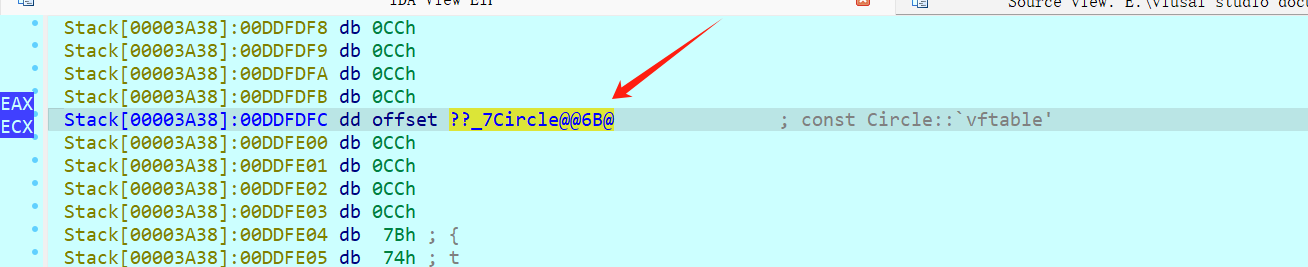 IDA View-EIP
Source View: E:\Viusal studio docu
Stack[00003A38]:00DDFDF8 db 0CCh
Stack[00003A38]:00DDFDF9 db 0CCh
Stack[00003A38]:00DDFDFA db 0CCh
Stack[00003A38]:00DDFDFB db 0CCh
EAX
ECX
Stack[00003A38]:00DDFDFC dd offset ??_7Circle@@6B@ ; const Circle::`vftable'
Stack[00003A38]:00DDFE00 db 0CCh
Stack[00003A38]:00DDFE01 db 0CCh
Stack[00003A38]:00DDFE02 db 0CCh
Stack[00003A38]:00DDFE03 db 0CCh
Stack[00003A38]:00DDFE04 db 7Bh ; {
Stack[00003A38]:00DDFE05 db 74h ; t